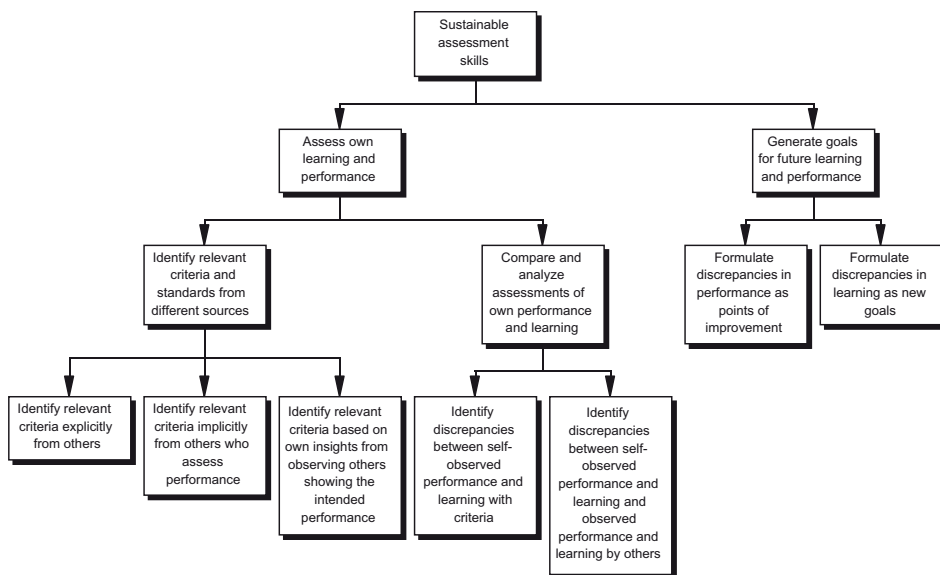 Sustainable
assessment
skills
Assess own
learning and
performance
Generate goals
for future learning
and performance
Identify relevant
criteria and
standards from
different sources
Compare and
analyze
assessments of
own performance
and learning
Formulate
discrepancies in
performance as
points of
improvement
Formulate
discrepancies in
learning as new
goals
Identify relevant
criteria explicitly
from others
Identify relevant
criteria implicitly
from others who
assess
performance
Identify relevant
criteria based on
own insights from
observing others
showing the
intended
performance
Identify
discrepancies
between self-
observed
performance and
learning with
criteria
Identify
discrepancies
between self-
observed
performance and
learning and
observed
performance and
learning by others